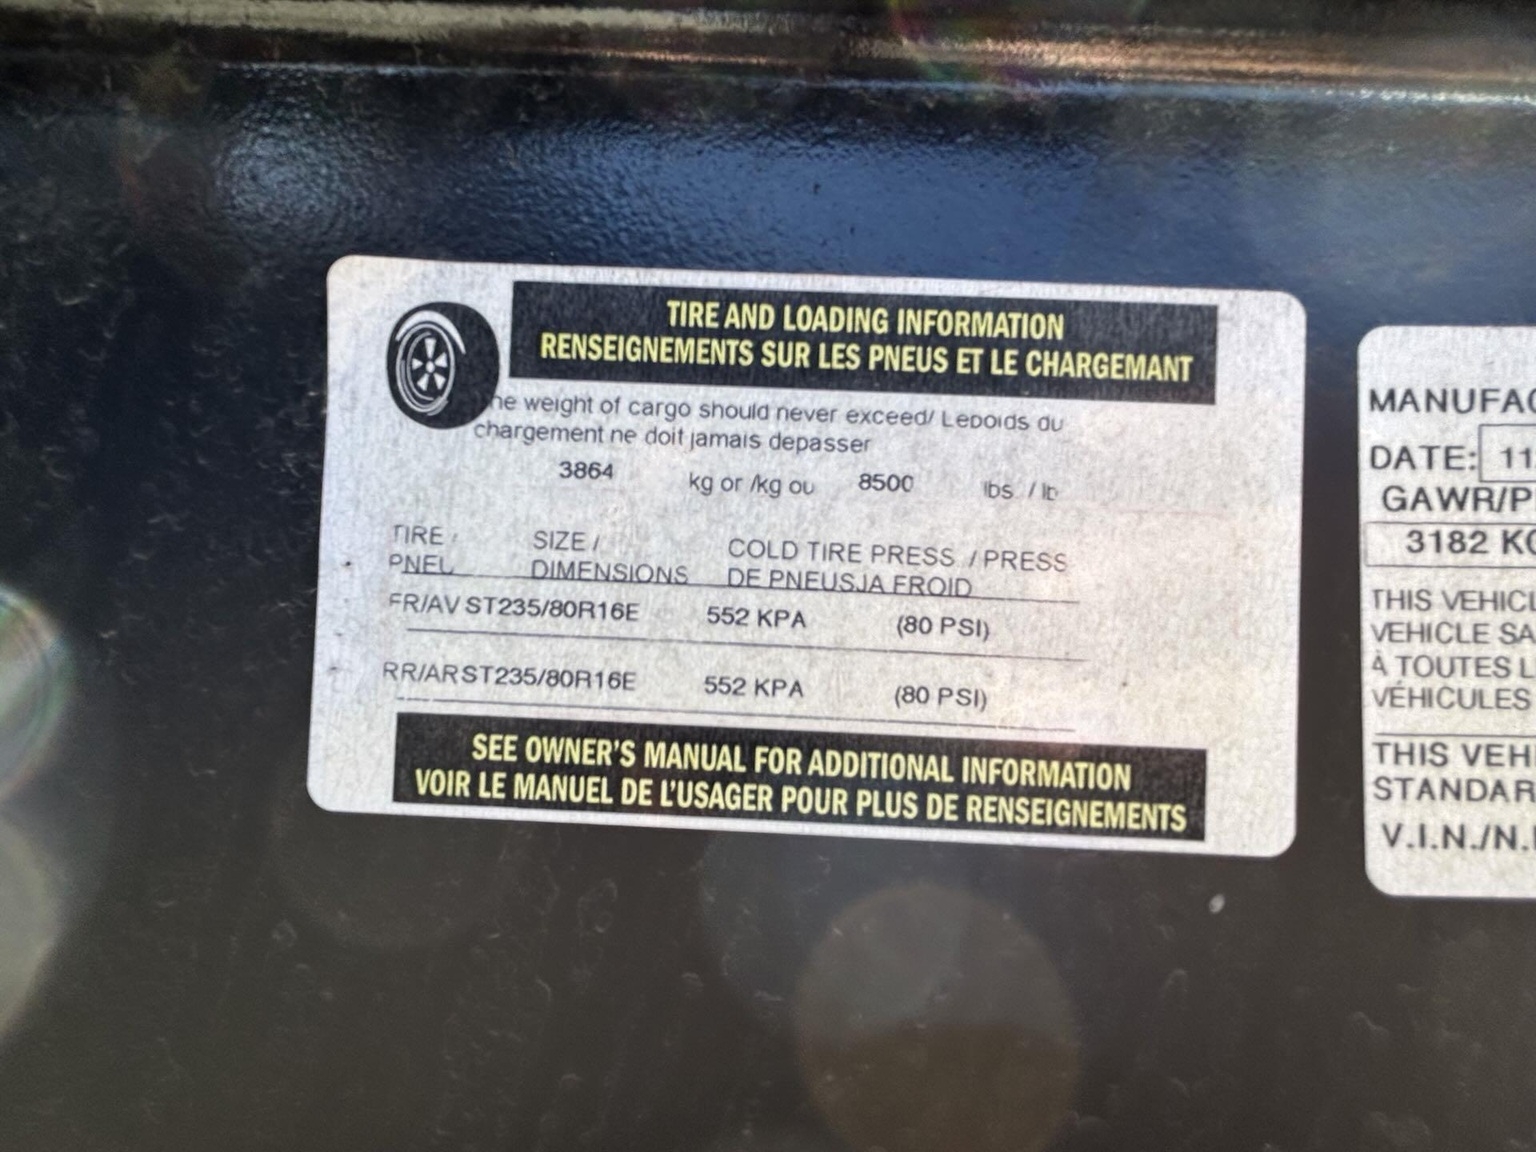 TIRE AND LOADING INFORMATION
RENSEIGNEMENTS SUR LES PNEUS ET LE CHARGEMANT
he weight of cargo should never exceed/ Lepoids du
chargement ne doit jamais depasser
3864 kg or /kg ou 8500 lbs / lb
TIRE / SIZE / COLD TIRE PRESS / PRESS
PNEU DIMENSIONS DE PNEUSJA FROID
FR/AV ST235/80R16E 552 KPA (80 PSI)
RR/AR ST235/80R16E 552 KPA (80 PSI)
SEE OWNER'S MANUAL FOR ADDITIONAL INFORMATION
VOIR LE MANUEL DE L'USAGER POUR PLUS DE RENSEIGNEMENTS
MANUFAC
DATE: 11
GAWR/P
3182 KG
THIS VEHICL
VEHICLE SA
À TOUTES L
VÉHICULES
THIS VEHI
STANDAR
V.I.N./N.